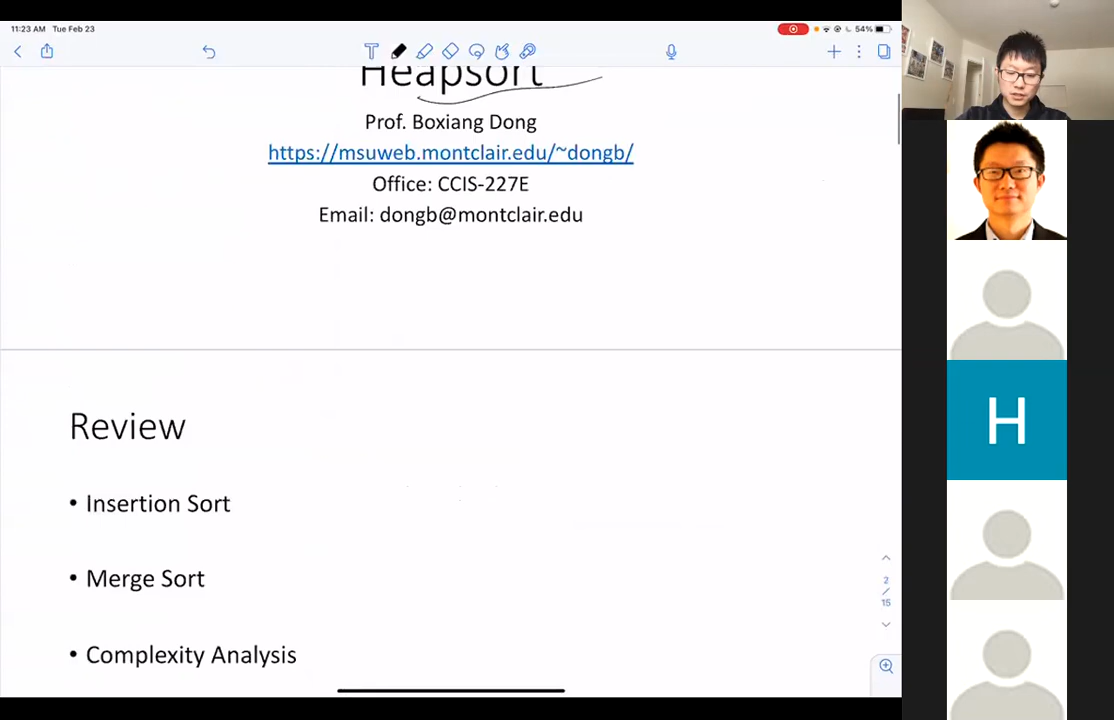 11:23 AM Tue Feb 23
54%
Heapsort
Prof. Boxiang Dong
https://msuweb.montclair.edu/~dongb/
Office: CCIS-227E
Email: dongb@montclair.edu
Review
• Insertion Sort
• Merge Sort
• Complexity Analysis
2
/
15
H